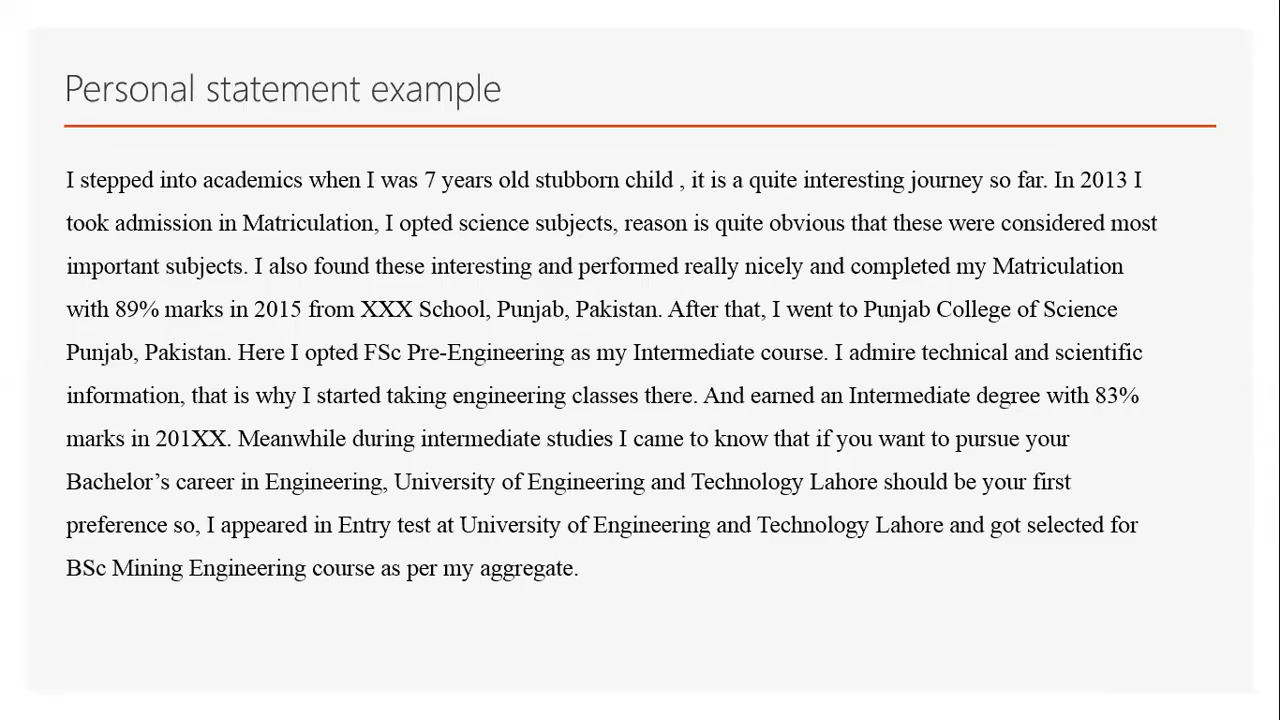 Personal statement example
I stepped into academics when I was 7 years old stubborn child , it is a quite interesting journey so far. In 2013 I
took admission in Matriculation, I opted science subjects, reason is quite obvious that these were considered most
important subjects. I also found these interesting and performed really nicely and completed my Matriculation
with 89% marks in 2015 from XXX School, Punjab, Pakistan. After that, I went to Punjab College of Science
Punjab, Pakistan. Here I opted FSc Pre-Engineering as my Intermediate course. I admire technical and scientific
information, that is why I started taking engineering classes there. And earned an Intermediate degree with 83%
marks in 201XX. Meanwhile during intermediate studies I came to know that if you want to pursue your
Bachelor’s career in Engineering, University of Engineering and Technology Lahore should be your first
preference so, I appeared in Entry test at University of Engineering and Technology Lahore and got selected for
BSc Mining Engineering course as per my aggregate.